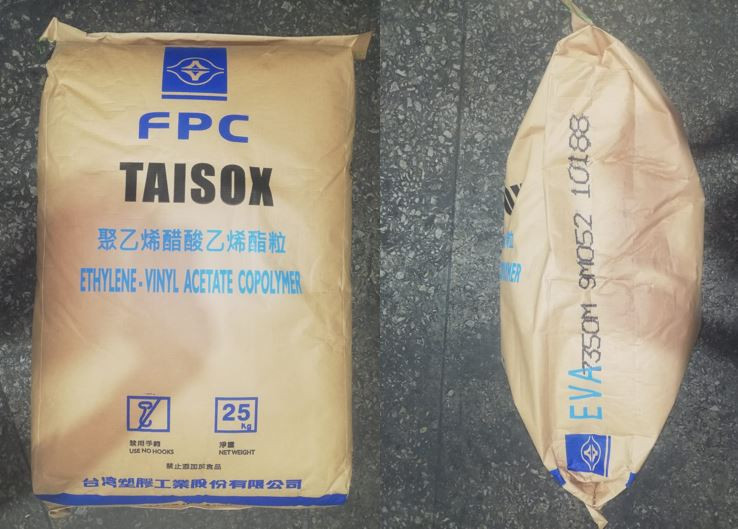 FPC
TAISOX
聚乙烯醋酸乙烯酯粒
ETHYLENE-VINYL ACETATE COPOLYMER
禁用手鉤
USE NO HOOKS
25
Kg
淨重
NET WEIGHT
禁止添加於食品
台灣塑膠工業股份有限公司
EVA
7350M 9M052 10188